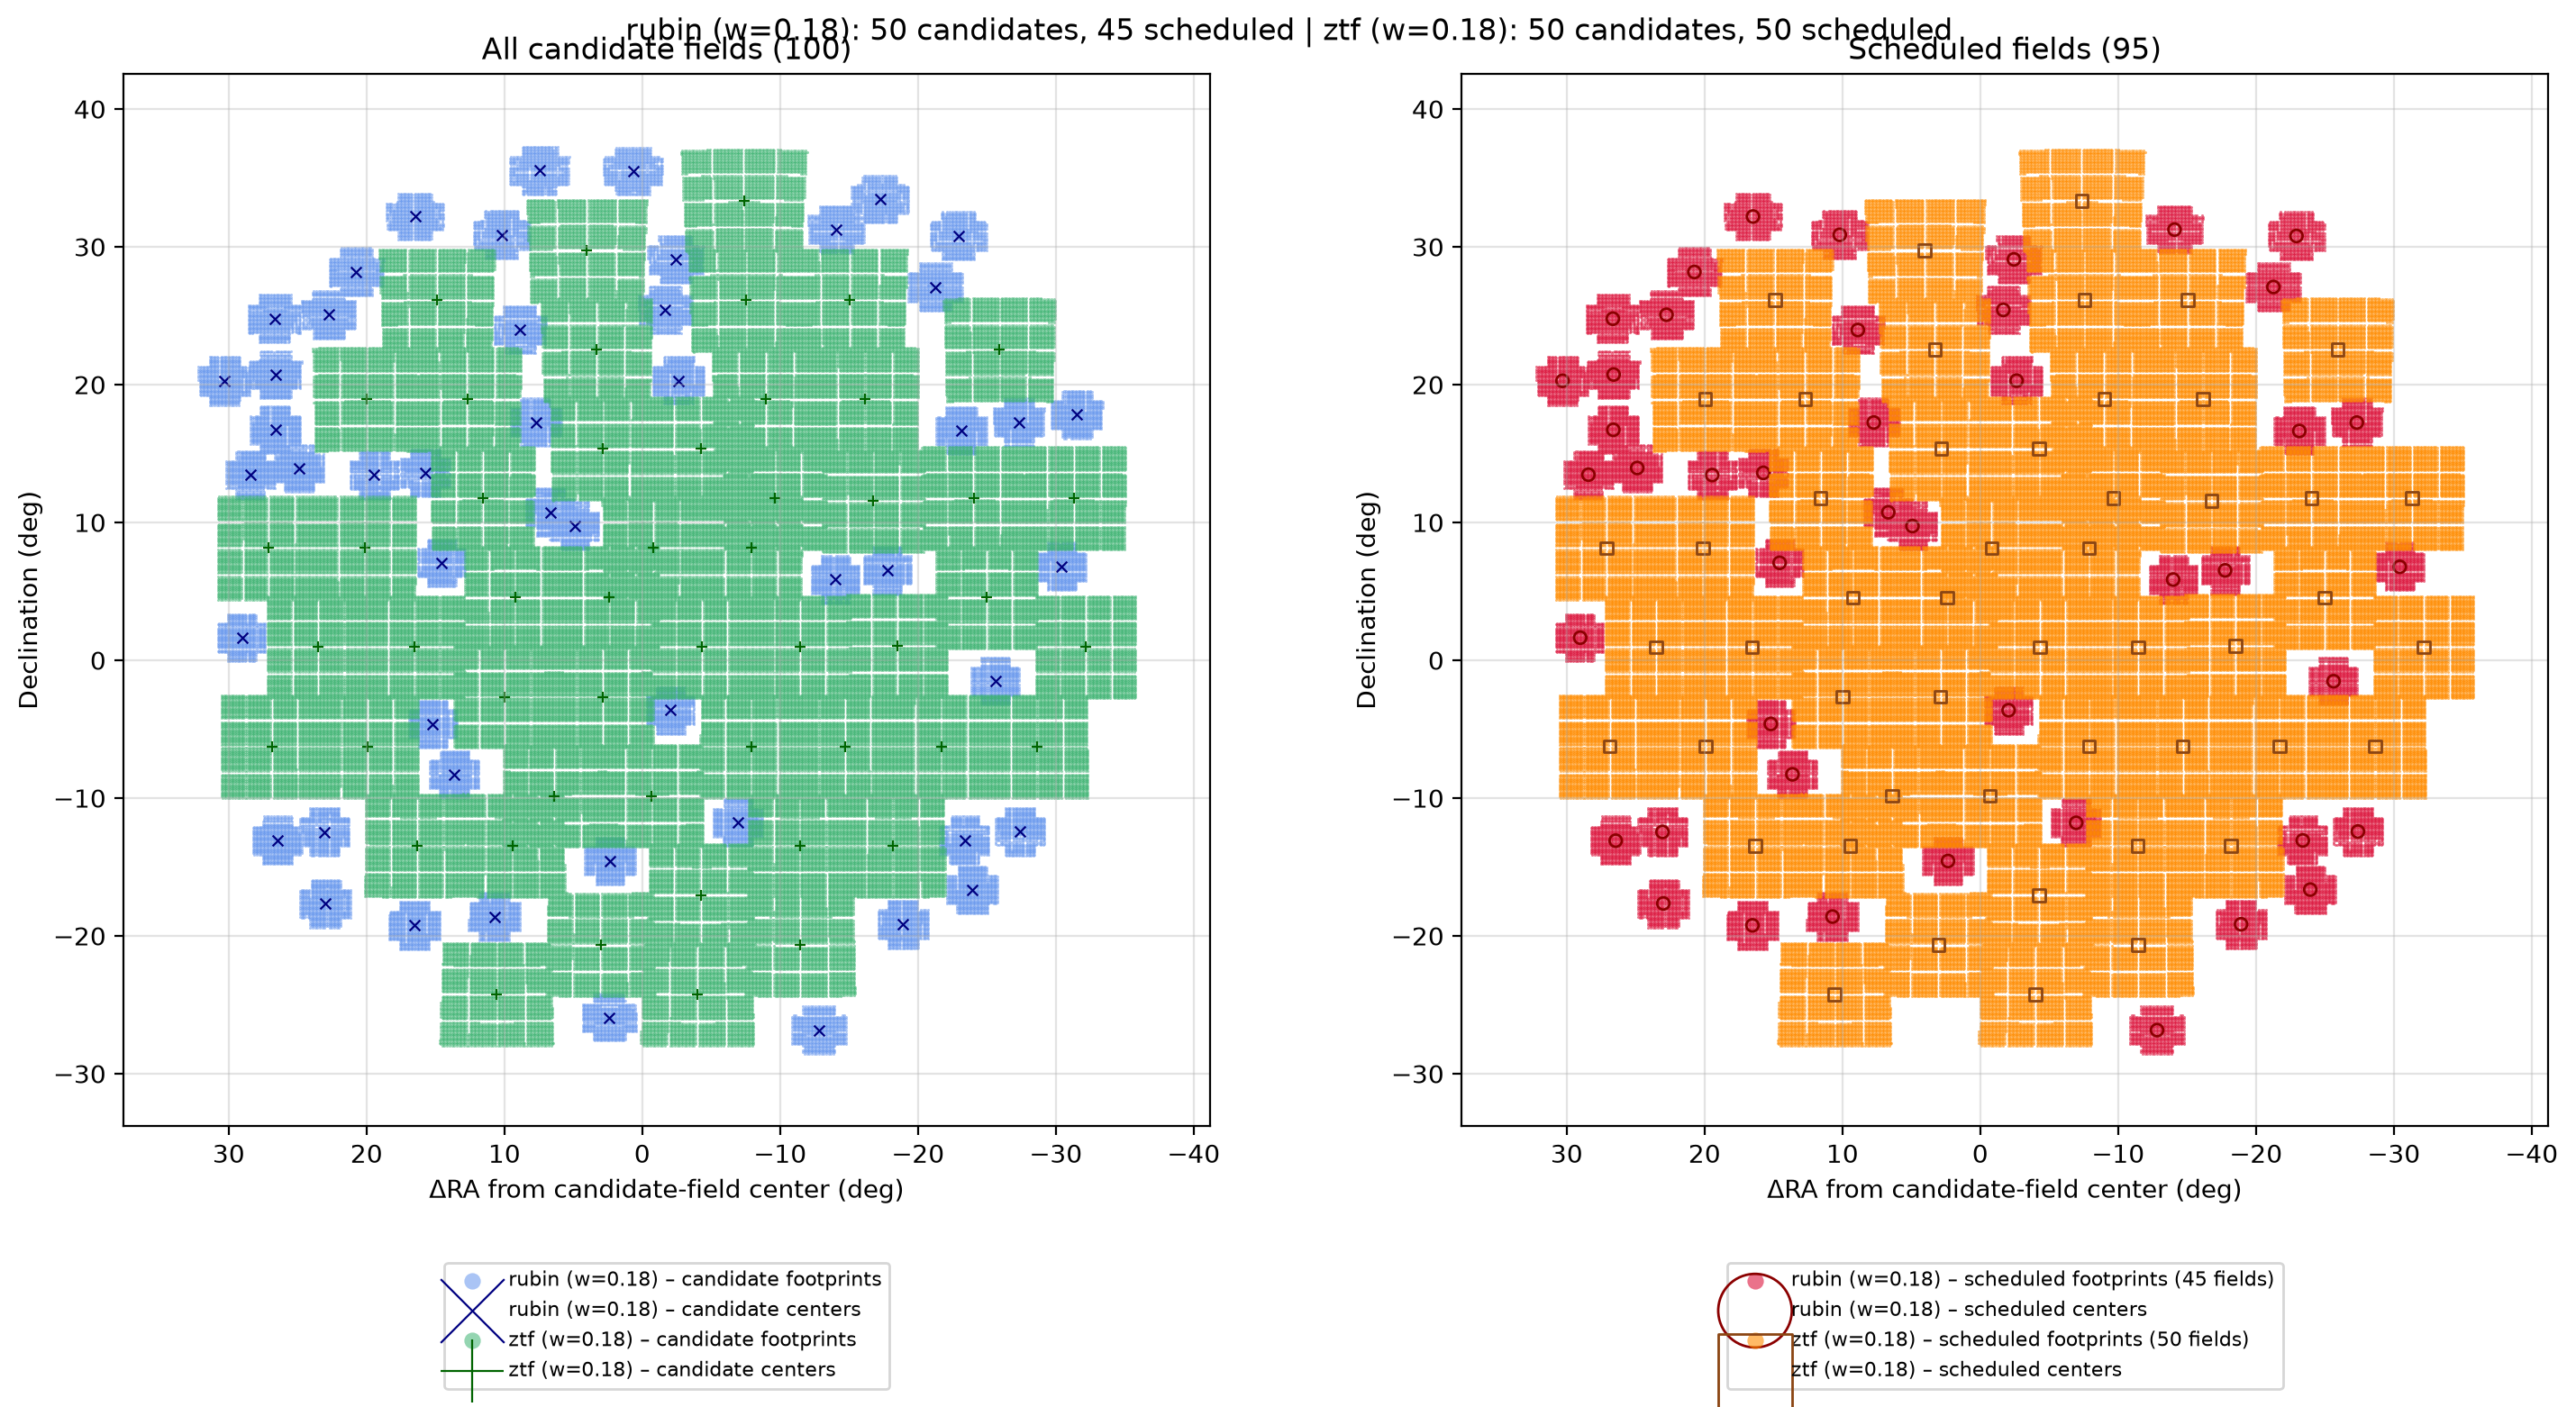 rubin (w=0.18): 50 candidates, 45 scheduled | ztf (w=0.18): 50 candidates, 50 scheduled
All candidate fields (100)
40
30
20
10
0
−10
−20
−30
Declination (deg)
30 20 10 0 −10 −20 −30 −40
ΔRA from candidate-field center (deg)
rubin (w=0.18) – candidate footprints
rubin (w=0.18) – candidate centers
ztf (w=0.18) – candidate footprints
ztf (w=0.18) – candidate centers
Scheduled fields (95)
40
30
20
10
0
−10
−20
−30
Declination (deg)
30 20 10 0 −10 −20 −30 −40
ΔRA from candidate-field center (deg)
rubin (w=0.18) – scheduled footprints (45 fields)
rubin (w=0.18) – scheduled centers
ztf (w=0.18) – scheduled footprints (50 fields)
ztf (w=0.18) – scheduled centers